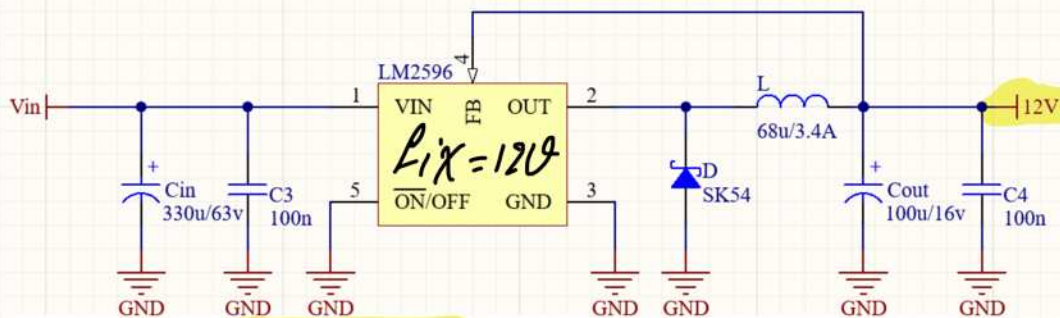 LM2596
4
Vin
1
VIN
FB
OUT
2
L
68u/3.4A
12V
fix=12v
+
Cin
330u/63v
C3
100n
5
ON/OFF
GND
3
D
SK54
+
Cout
100u/16v
C4
100n
GND
GND
GND
GND
GND
GND
GND